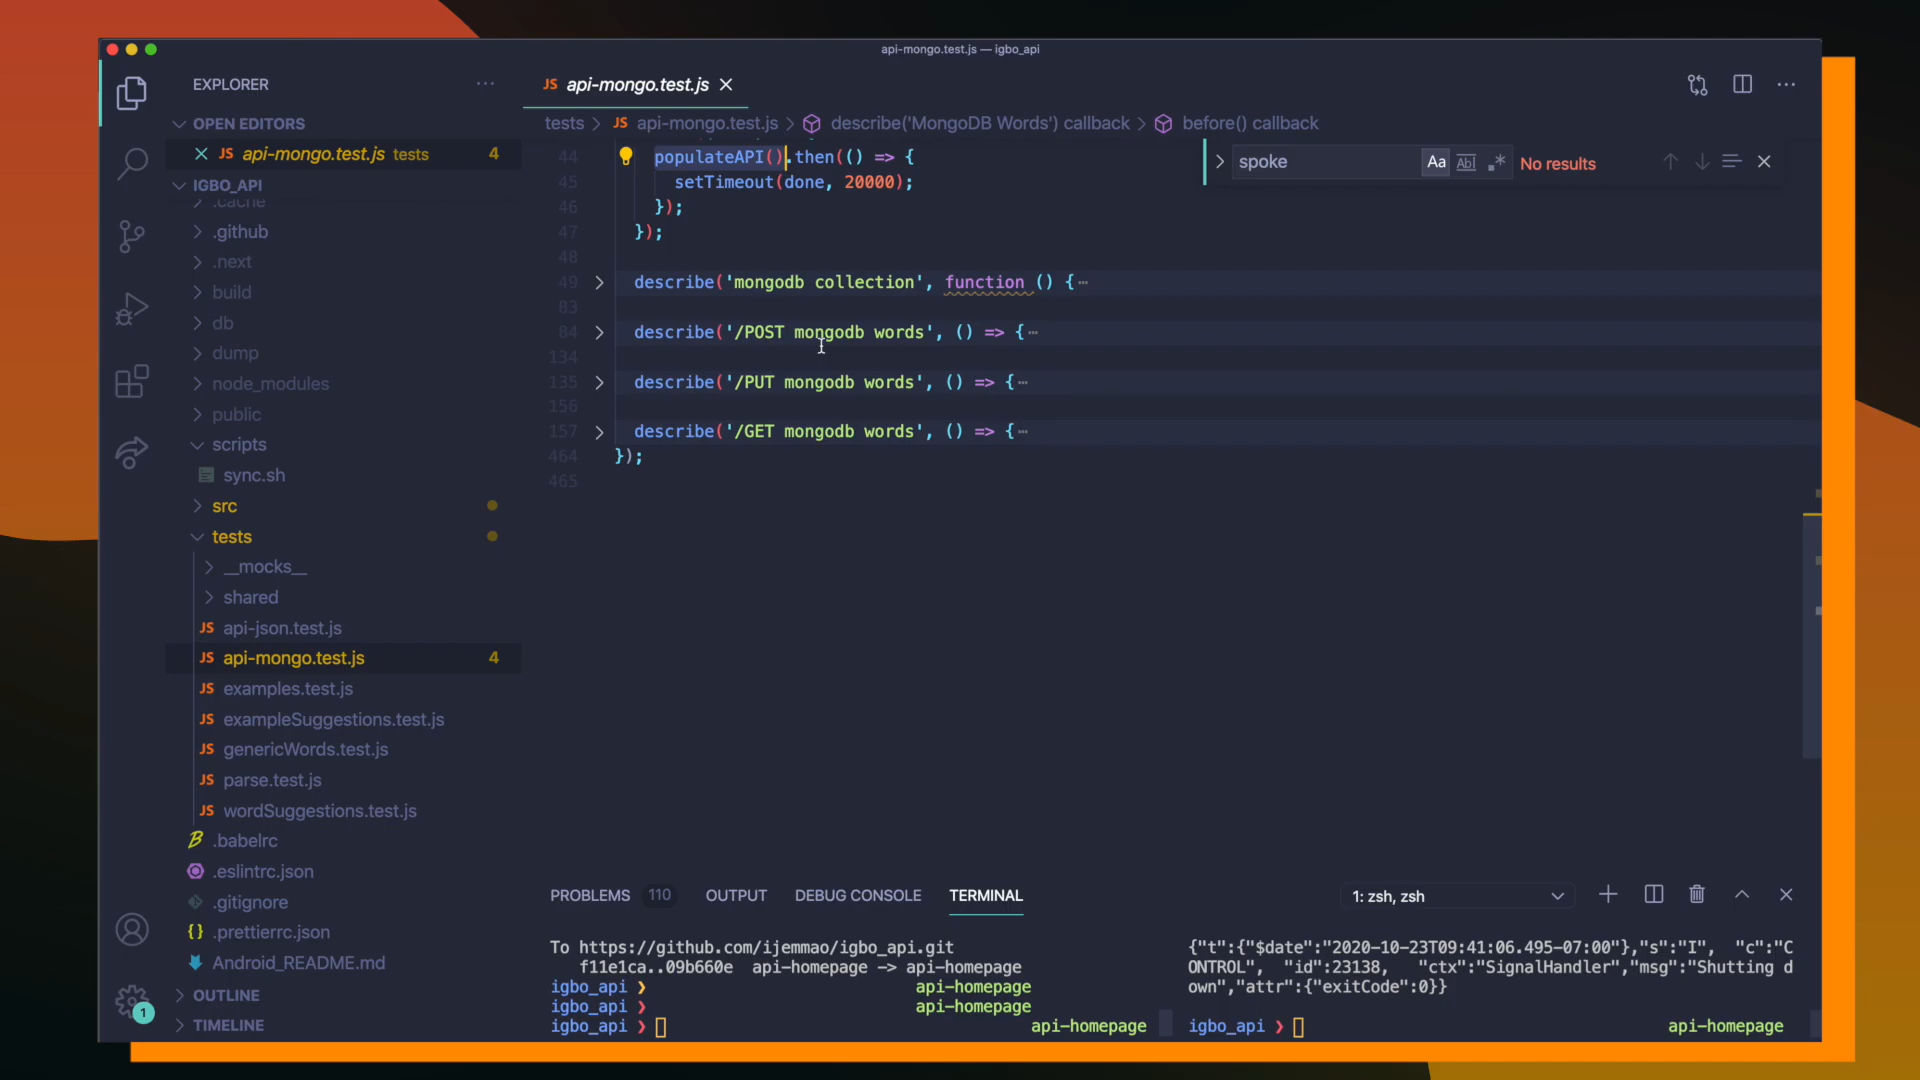 api-mongo.test.js — igbo_api
EXPLORER
OPEN EDITORS
JS api-mongo.test.js tests 4
IGBO_API
.cache
.github
.next
build
db
dump
node_modules
public
scripts
sync.sh
src
tests
__mocks__
shared
JS api-json.test.js
JS api-mongo.test.js 4
JS examples.test.js
JS exampleSuggestions.test.js
JS genericWords.test.js
JS parse.test.js
JS wordSuggestions.test.js
.babelrc
.eslintrc.json
.gitignore
{} .prettierrc.json
Android_README.md
OUTLINE
TIMELINE
1
JS api-mongo.test.js
tests > JS api-mongo.test.js > describe('MongoDB Words') callback > before() callback
spoke Aa Ab| .* No results
44 populateAPI().then(() => {
45 setTimeout(done, 20000);
46 });
47 });
48
49 describe('mongodb collection', function () {⋯
83
84 describe('/POST mongodb words', () => {⋯
134
135 describe('/PUT mongodb words', () => {⋯
156
157 describe('/GET mongodb words', () => {⋯
464 });
465
PROBLEMS 110 OUTPUT DEBUG CONSOLE TERMINAL 1: zsh, zsh
To https://github.com/ijemmao/igbo_api.git
f11e1ca..09b660e api-homepage -> api-homepage
igbo_api ❯ api-homepage
igbo_api ❯ api-homepage
igbo_api ❯ api-homepage
{"t":{"$date":"2020-10-23T09:41:06.495-07:00"},"s":"I", "c":"C
ONTROL", "id":23138, "ctx":"SignalHandler","msg":"Shutting d
own","attr":{"exitCode":0}}
igbo_api ❯ api-homepage